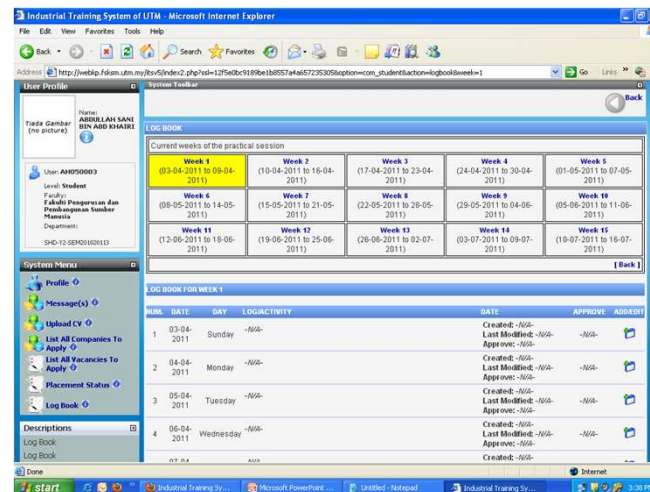 Industrial Training System of UTM - Microsoft Internet Explorer
File Edit View Favorites Tools Help
Back Search Favorites
Address http://webkp.fsksm.utm.my/itsv5/index2.php?
Go Links
User Profile
Tiada Gambar
(no picture)
Name:
ABDULLAH SANI
BIN ABD KHAIRI
User: AH050003
Level: Student
Faculty:
Fakulti Pengurusan dan
Pembangunan Sumber
Manusia
Department:
SHD-Y2-SEM201020113
System Menu
Profile
Message(s)
Upload CV
List All Companies To
Apply
List All Vacancies To
Apply
Placement Status
Log Book
Descriptions
Log Book
Log Book
System Toolbar
Back
LOG BOOK
Current weeks of the practical session
Week 1 Week 2 Week 3 Week 4 Week 5
(03-04-2011 to 09-04- (10-04-2011 to 16-04- (17-04-2011 to 23-04- (24-04-2011 to 30-04- (01-05-2011 to 07-05-
2011) 2011) 2011) 2011) 2011)
Week 6 Week 7 Week 8 Week 9 Week 10
(08-05-2011 to 14-05- (15-05-2011 to 21-05- (22-05-2011 to 28-05- (29-05-2011 to 04-06- (05-06-2011 to 11-06-
2011) 2011) 2011) 2011) 2011)
Week 11 Week 12 Week 13 Week 14 Week 15
(12-06-2011 to 18-06- (19-06-2011 to 25-06- (26-06-2011 to 02-07- (03-07-2011 to 09-07- (10-07-2011 to 16-07-
2011) 2011) 2011) 2011) 2011)
[ Back ]
LOG BOOK FOR WEEK 1
NUM. DATE DAY LOG/ACTIVITY DATE APPROVE ADD/EDIT
1 03-04-2011 Sunday -N/A- Created: -N/A-
Last Modified: -N/A- -N/A-
Approve: -N/A-
2 04-04-2011 Monday -N/A- Created: -N/A-
Last Modified: -N/A- -N/A-
Approve: -N/A-
3 05-04-2011 Tuesday -N/A- Created: -N/A-
Last Modified: -N/A- -N/A-
Approve: -N/A-
4 06-04-2011 Wednesday -N/A- Created: -N/A-
Last Modified: -N/A- -N/A-
Approve: -N/A-
Created: -N/A-
Done Internet
start Industrial Training Sy... Microsoft PowerPoint ... Untitled - Notepad Industrial Training Sy... 3:38 PM